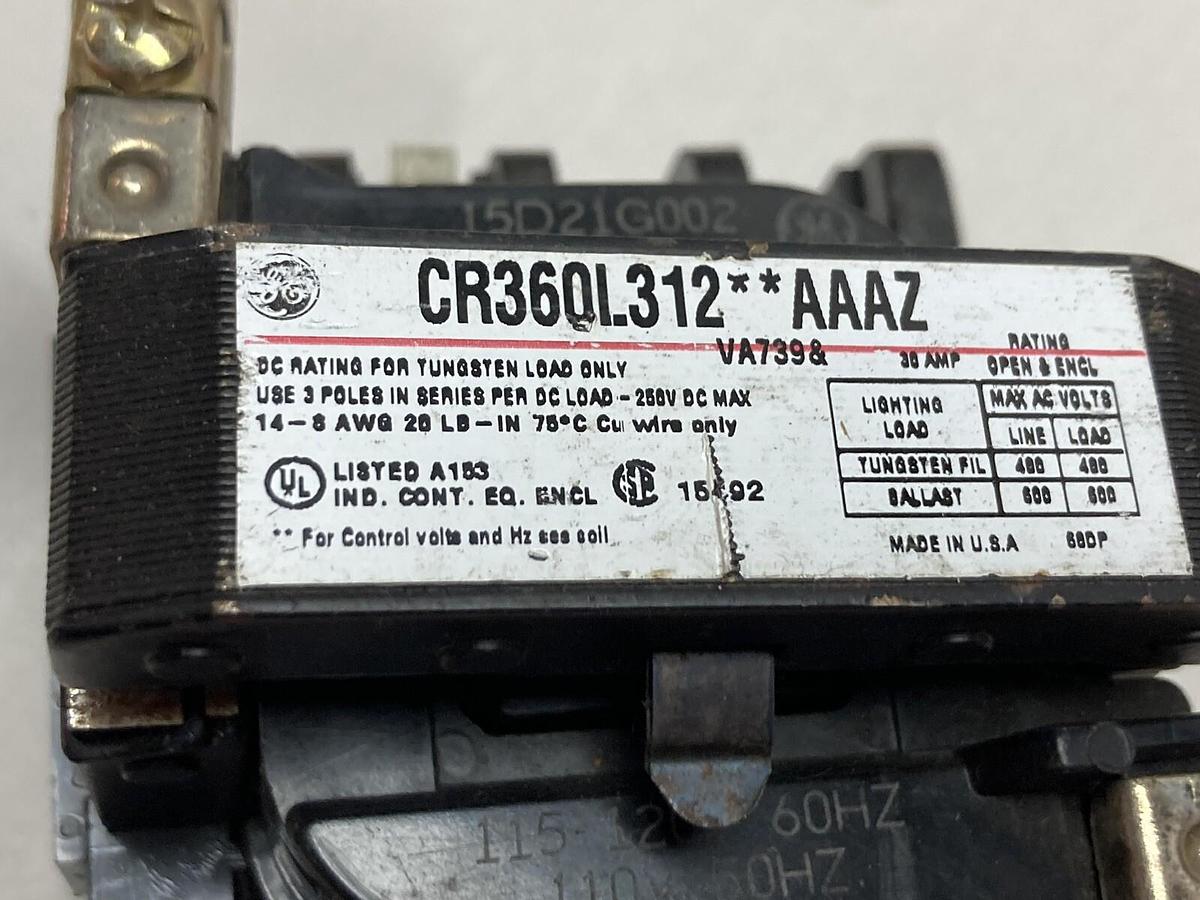 15D21G002
GE
CR360L312**AAAZ
VA739&
DC RATING FOR TUNGSTEN LOAD ONLY
USE 3 POLES IN SERIES PER DC LOAD - 250V DC MAX
14-8 AWG 20 LB-IN 75°C Cu wire only
UL LISTED A153
IND. CONT. EQ. ENCL
30 AMP
RATING
OPEN & ENCL
LIGHTING LOAD
MAX AC VOLTS
LINE LOAD
TUNGSTEN FIL 480 480
BALLAST 600 600
** For Control volts and Hz see coil
MADE IN U.S.A 68DP
60HZ